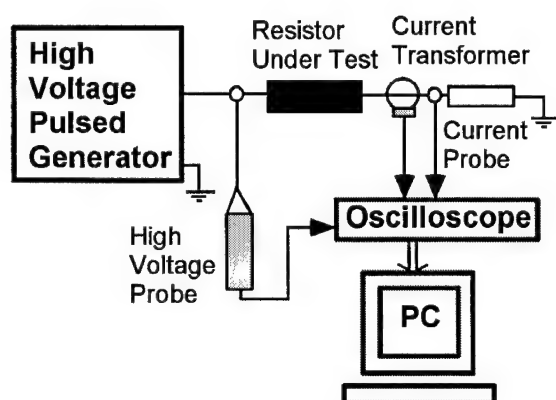 High
Voltage
Pulsed
Generator
Resistor
Under Test
Current
Transformer
Current
Probe
High
Voltage
Probe
Oscilloscope
PC